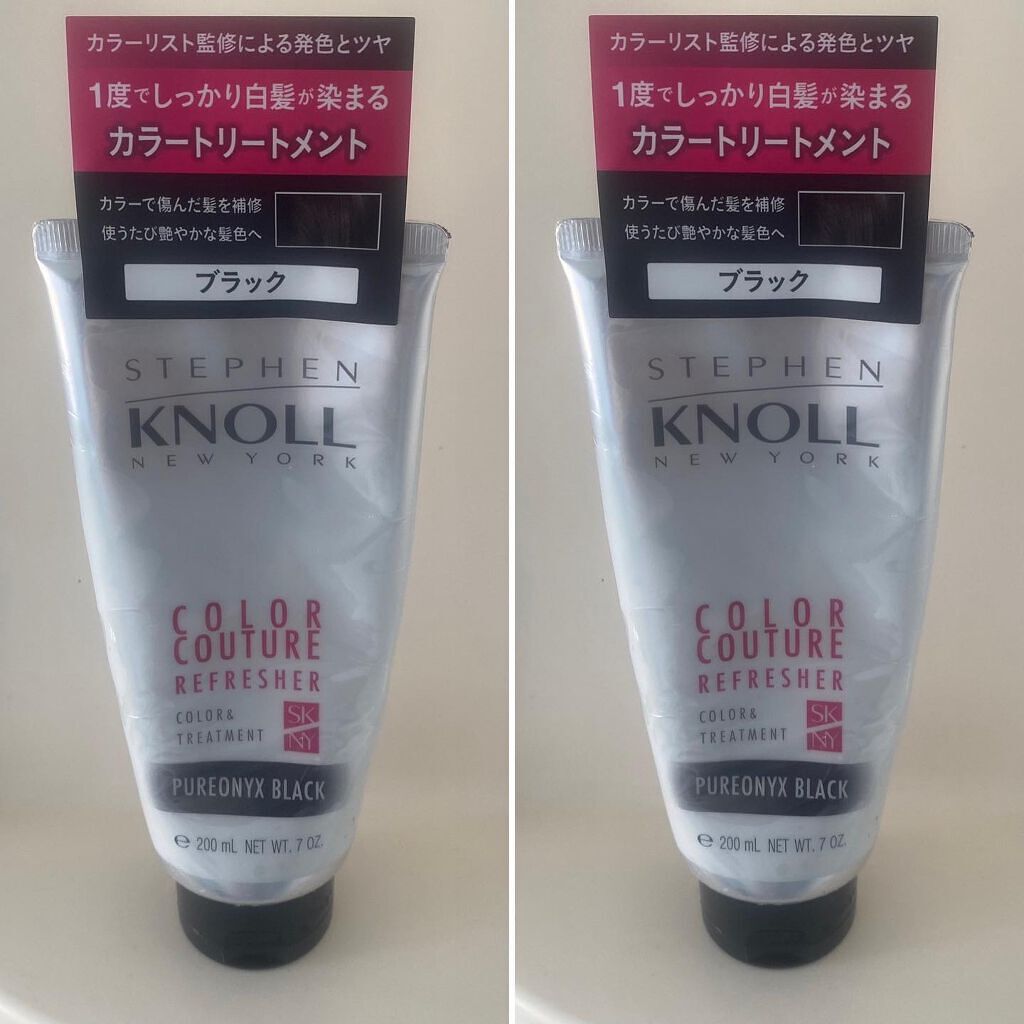 カラーリスト監修による発色とツヤ
1度でしっかり白髪が染まる
カラートリートメント
カラーで傷んだ髪を補修
使うたび艶やかな髪色へ
ブラック
STEPHEN
KNOLL
NEW YORK
COLOR
COUTURE
REFRESHER
COLOR&
TREATMENT
SK
NY
PUREONYX BLACK
℮ 200 mL NET WT. 7 OZ.
カラーリスト監修による発色とツヤ
1度でしっかり白髪が染まる
カラートリートメント
カラーで傷んだ髪を補修
使うたび艶やかな髪色へ
ブラック
STEPHEN
KNOLL
NEW YORK
COLOR
COUTURE
REFRESHER
COLOR&
TREATMENT
SK
NY
PUREONYX BLACK
℮ 200 mL NET WT. 7 OZ.